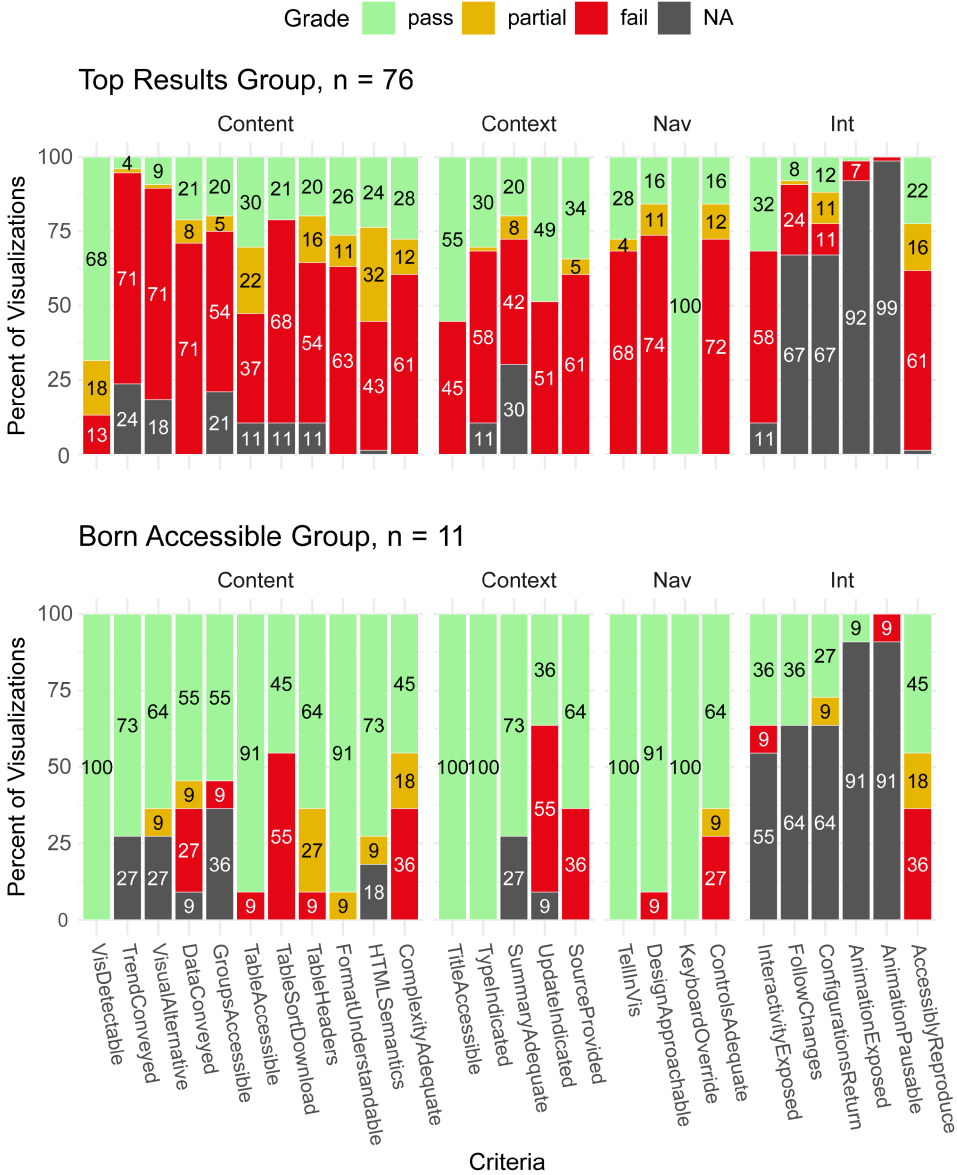 Grade pass partial fail NA
Top Results Group, n = 76
Content Context Nav Int
Percent of Visualizations
100
75
50
25
0
68 18 13
4 71 24
9 71 18
21 8 71
20 5 54 21
30 22 37 11
21 68 11
20 16 54 11
26 11 63
24 32 43
28 12 61
55 45
30 58 11
20 8 42 30
49 51
34 5 61
28 4 68
16 11 74
100
16 12 72
32 58 11
8 24 67
12 11 11 67
7 92
99
22 16 61
Born Accessible Group, n = 11
Content Context Nav Int
Percent of Visualizations
100
75
50
25
0
100
73 27
64 9 27
55 9 27 9
55 9 36
91 9
45 55
64 27 9
91 9
73 9 18
45 18 36
100
100
73 27
36 55 9
64 36
100
91 9
100
64 9 27
36 9 55
36 64
27 9 64
9 91
9 91
45 18 36
VisDetectable
TrendConveyed
VisualAlternative
DataConveyed
GroupsAccessible
TableAccessible
TableSortDownload
TableHeaders
FormatUnderstandable
HTMLSemantics
ComplexityAdequate
TitleAccessible
TypeIndicated
SummaryAdequate
UpdateIndicated
SourceProvided
TellInVis
DesignApproachable
KeyboardOverride
ControlsAdequate
InteractivityExposed
FollowChanges
ConfigurationsReturn
AnimationExposed
AnimationPausable
AccessiblyReproduce
Criteria